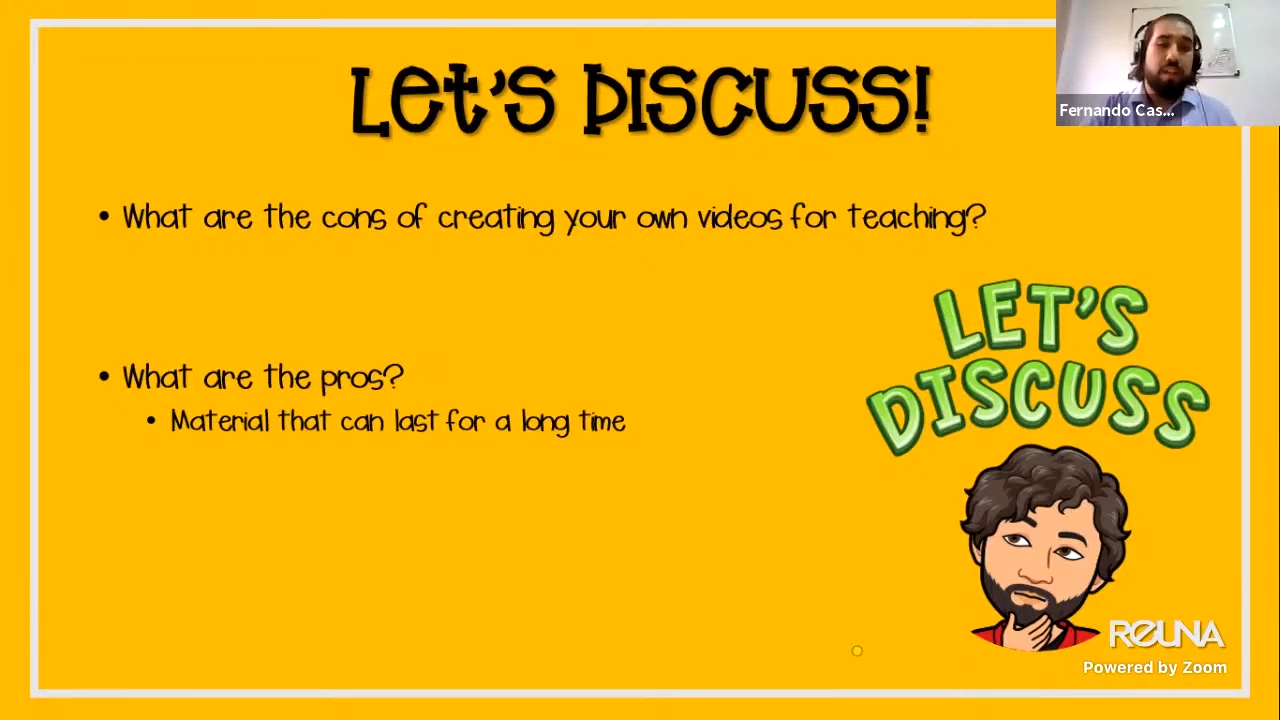 Let's Discuss!
Fernando Cas...
• What are the cons of creating your own videos for teaching?
• What are the pros?
• Material that can last for a long time
LET'S
DISCUSS
REUNA
Powered by Zoom